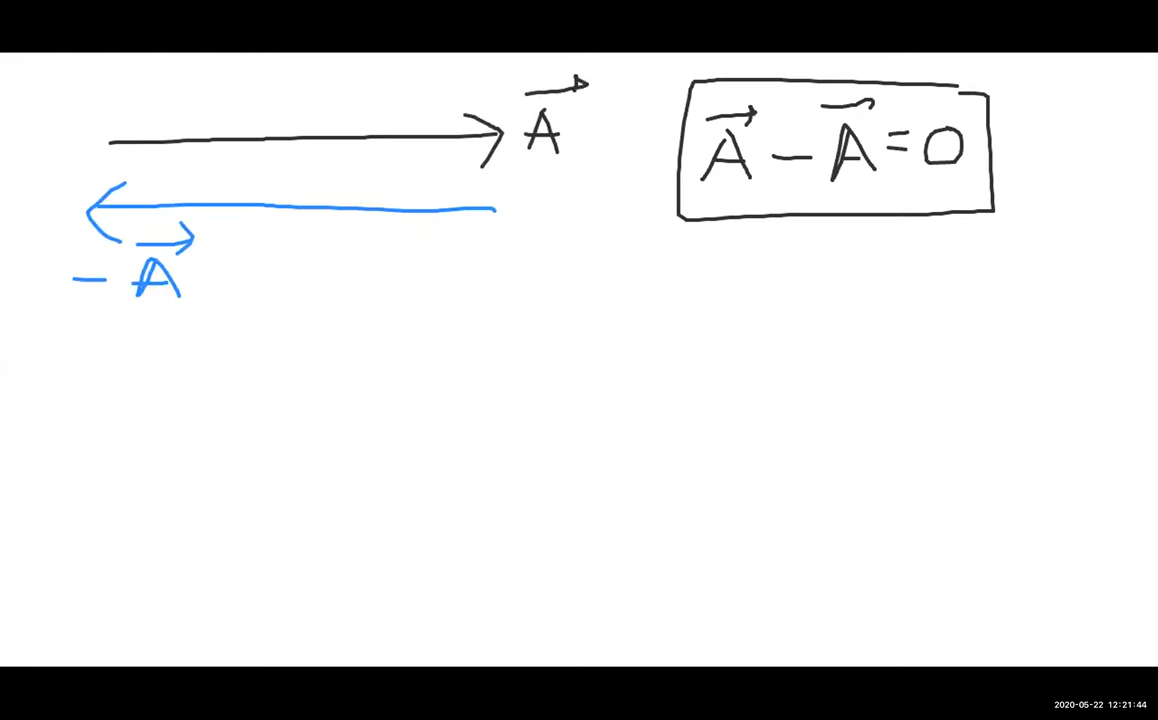 A⃗
A⃗ - A⃗ = 0
- A⃗
2020-05-22 12:21:44